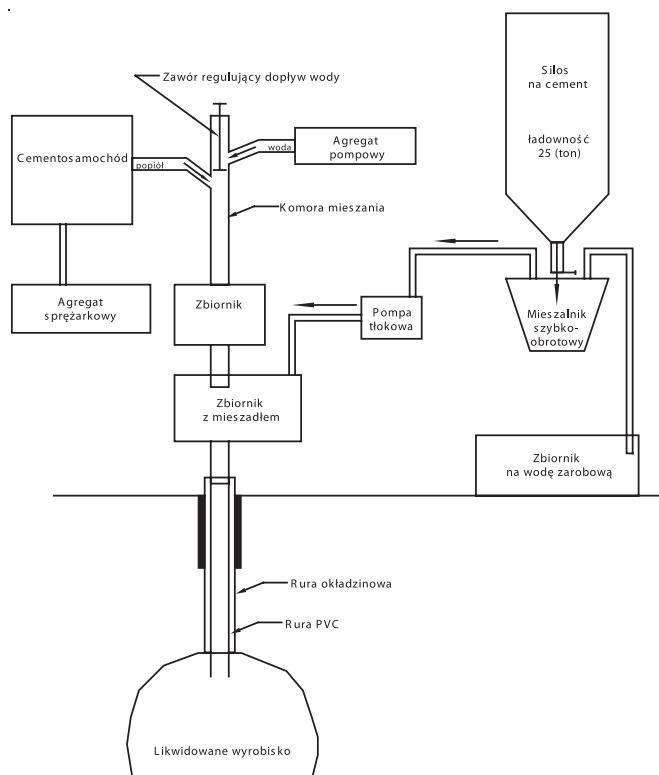 Zawór regulujący dopływ wody
Silos
na cement
ładowność
25 (ton)
Cementosamochód
popiół
woda
Agregat
pompowy
Komora mieszania
Agregat
sprężarkowy
Zbiornik
Pompa
tłokowa
Mieszalnik
szybko-
obrotowy
Zbiornik
z mieszadłem
Zbiornik
na wodę zarobową
Rura okładzinowa
Rura PVC
Likwidowane wyrobisko